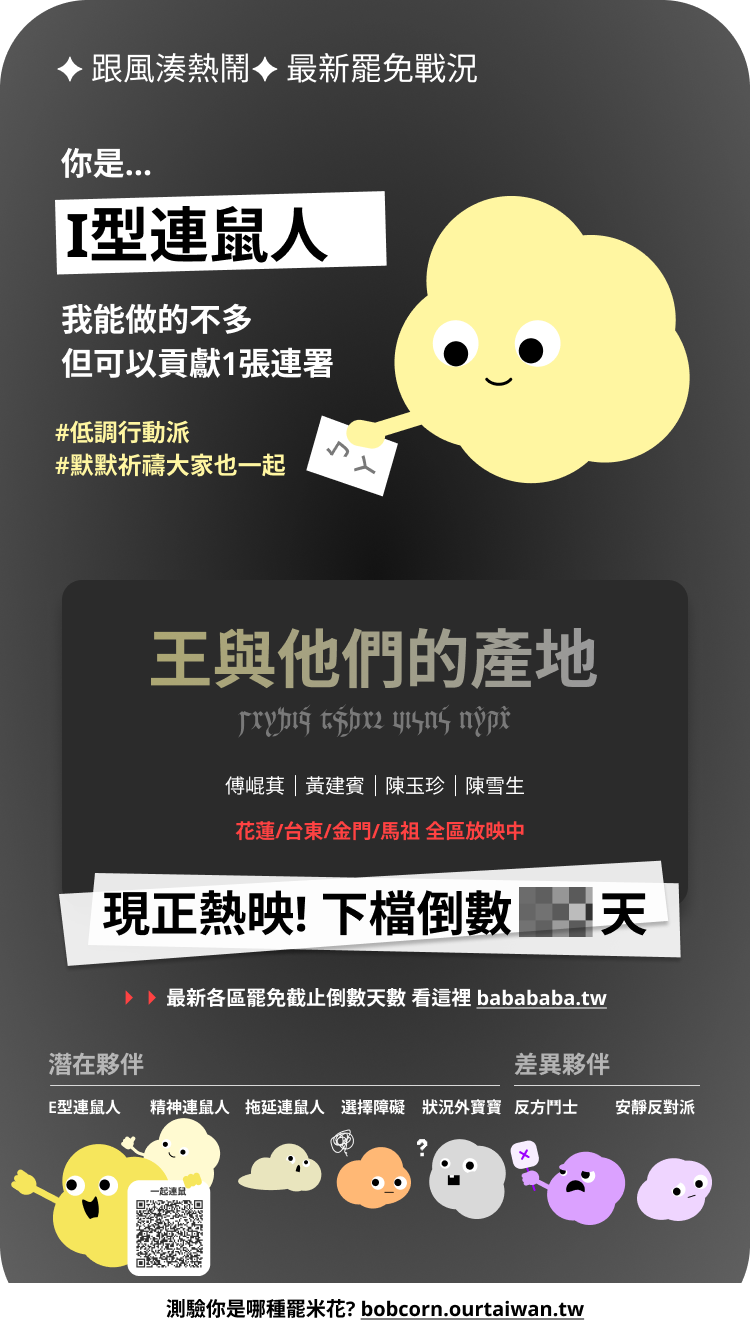 ✦ 跟風湊熱鬧✦ 最新罷免戰況
你是...
I型連鼠人
我能做的不多
但可以貢獻1張連署
#低調行動派
#默默祈禱大家也一起
ㄅㄚ
王與他們的產地
傅崐萁｜黃建賓｜陳玉珍｜陳雪生
花蓮/台東/金門/馬祖 全區放映中
現正熱映! 下檔倒數 天
最新各區罷免截止倒數天數 看這裡 babababa.tw
潛在夥伴 差異夥伴
E型連鼠人 精神連鼠人 拖延連鼠人 選擇障礙 狀況外寶寶 反方鬥士 安靜反對派
?
一起連鼠
測驗你是哪種罷米花? bobcorn.ourtaiwan.tw